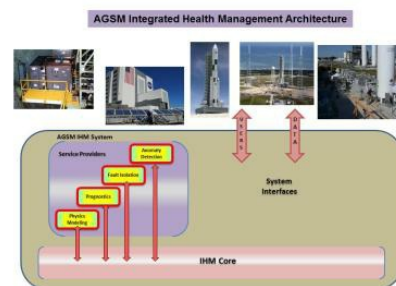 AGSM Integrated Health Management Architecture
USERS
DATA
AGSM IHM System
Service Providers
Anomaly
Detection
Fault Isolation
Prognostics
Physics
Modeling
System
Interfaces
IHM Core